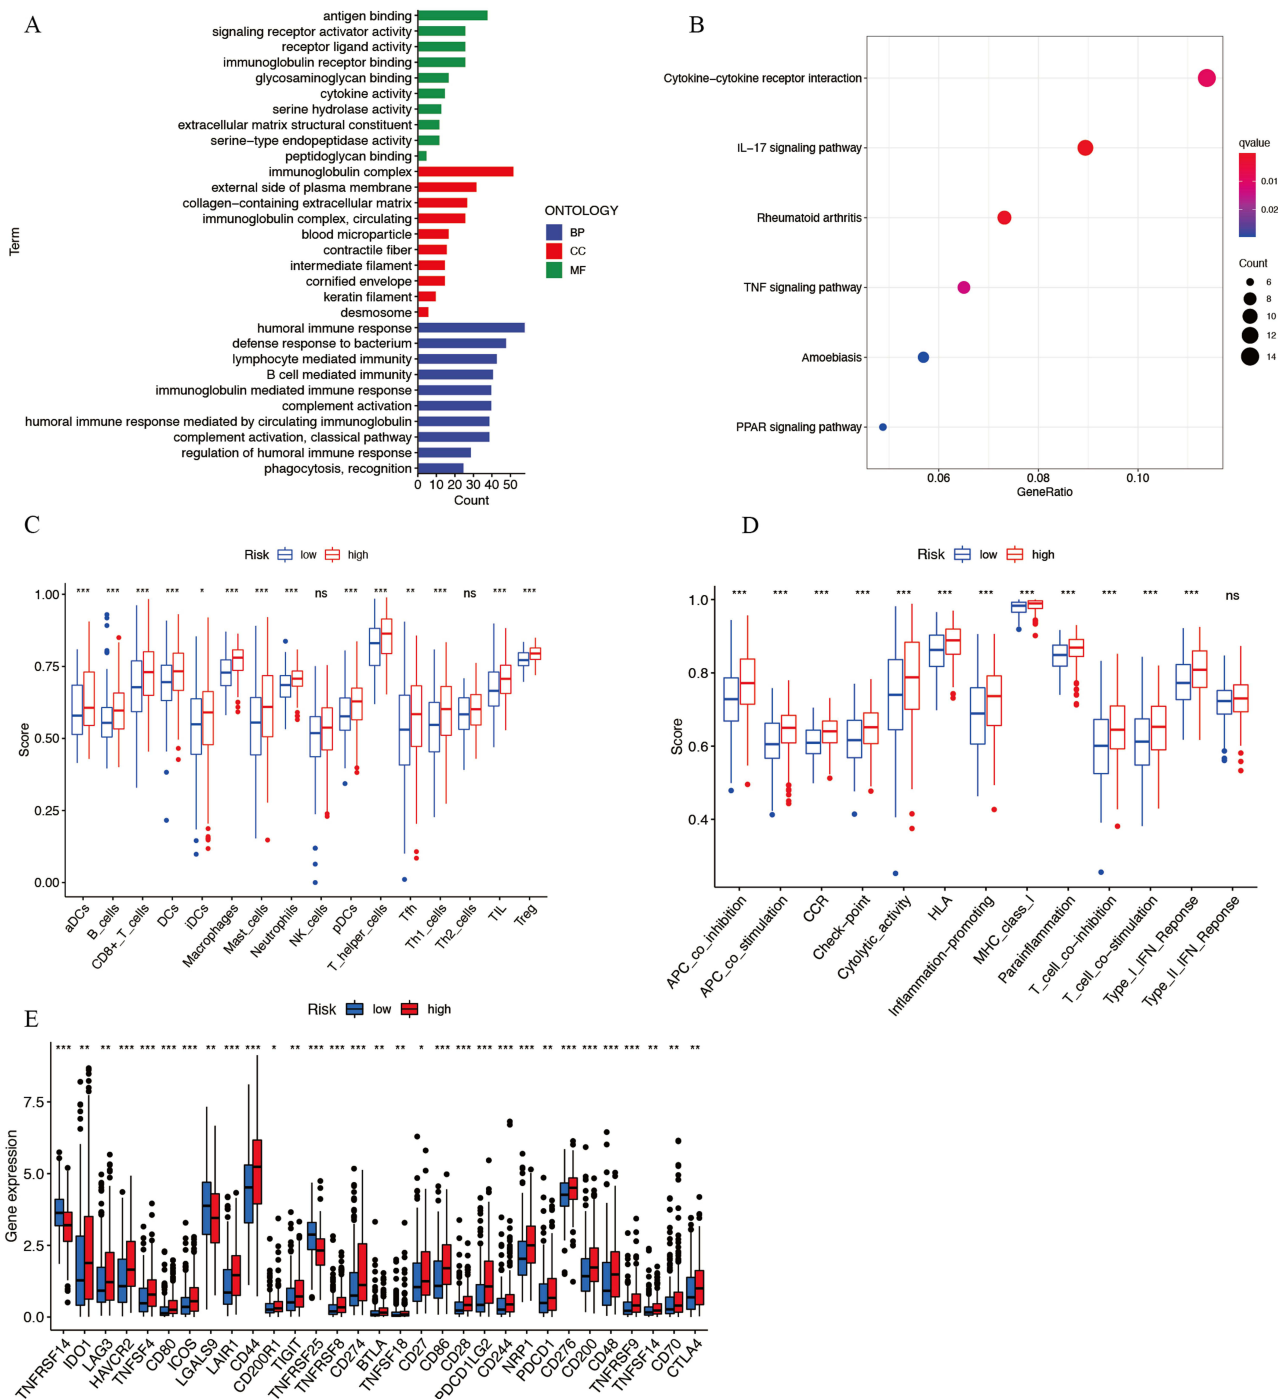 A
antigen binding
signaling receptor activator activity
receptor ligand activity
immunoglobulin receptor binding
glycosaminoglycan binding
cytokine activity
serine hydrolase activity
extracellular matrix structural constituent
serine−type endopeptidase activity
peptidoglycan binding
immunoglobulin complex
external side of plasma membrane
collagen−containing extracellular matrix
immunoglobulin complex, circulating
blood microparticle
contractile fiber
intermediate filament
cornified envelope
keratin filament
desmosome
humoral immune response
defense response to bacterium
lymphocyte mediated immunity
B cell mediated immunity
immunoglobulin mediated immune response
complement activation
humoral immune response mediated by circulating immunoglobulin
complement activation, classical pathway
regulation of humoral immune response
phagocytosis, recognition
Term
0 10 20 30 40 50
Count
ONTOLOGY
BP
CC
MF
B
Cytokine−cytokine receptor interaction
IL−17 signaling pathway
Rheumatoid arthritis
TNF signaling pathway
Amoebiasis
PPAR signaling pathway
0.06 0.08 0.10
GeneRatio
qvalue
0.01
0.02
Count
6
8
10
12
14
C
Risk low high
*** *** *** *** * *** *** *** ns *** *** ** *** ns *** ***
1.00
0.75
0.50
0.25
0.00
Score
aDCs
B_cells
CD8+_T_cells
DCs
iDCs
Macrophages
Mast_cells
Neutrophils
NK_cells
pDCs
T_helper_cells
Tfh
Th1_cells
Th2_cells
TIL
Treg
D
Risk low high
*** *** *** *** *** *** *** *** *** *** *** *** ns
1.0
0.8
0.6
0.4
Score
APC_co_inhibition
APC_co_stimulation
CCR
Check−point
Cytolytic_activity
HLA
Inflammation−promoting
MHC_class_I
Parainflammation
T_cell_co−inhibition
T_cell_co−stimulation
Type_I_IFN_Reponse
Type_II_IFN_Reponse
E
Risk low high
*** ** ** *** *** *** *** ** *** *** * ** *** *** *** ** ** * *** *** *** *** *** ** *** *** *** *** ** ** **
7.5
5.0
2.5
0.0
Gene expression
TNFRSF14
IDO1
LAG3
HAVCR2
TNFSF4
CD80
ICOS
LGALS9
LAIR1
CD44
CD200R1
TIGIT
TNFRSF25
TNFRSF8
CD274
BTLA
TNFSF18
CD27
CD86
CD28
PDCD1LG2
CD244
NRP1
PDCD1
CD276
CD200
CD48
TNFRSF9
TNFSF14
CD70
CTLA4